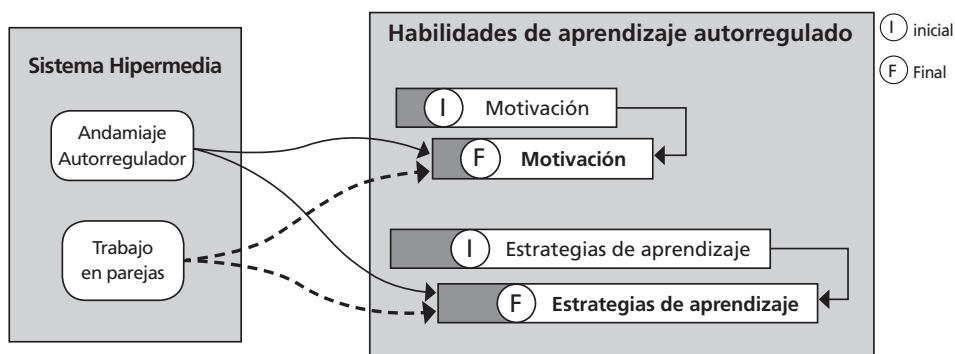 Sistema Hipermedia
Andamiaje
Autorregulador
Trabajo
en parejas
Habilidades de aprendizaje autorregulado
I Motivación
F Motivación
I Estrategias de aprendizaje
F Estrategias de aprendizaje
I inicial
F Final